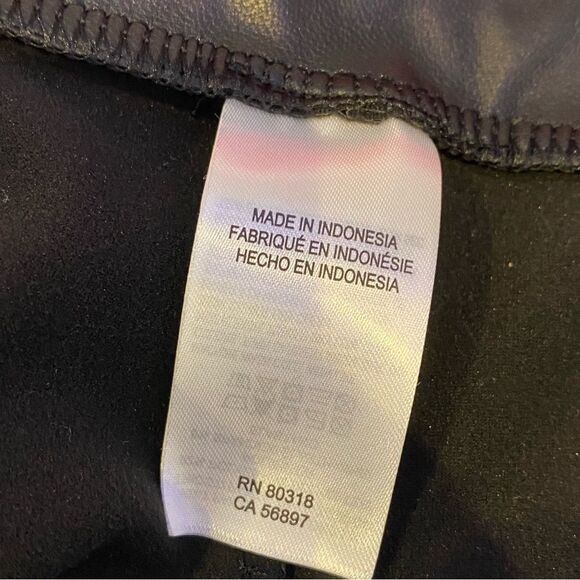 MADE IN INDONESIA
FABRIQUÉ EN INDONÉSIE
HECHO EN INDONESIA
RN 80318
CA 56897